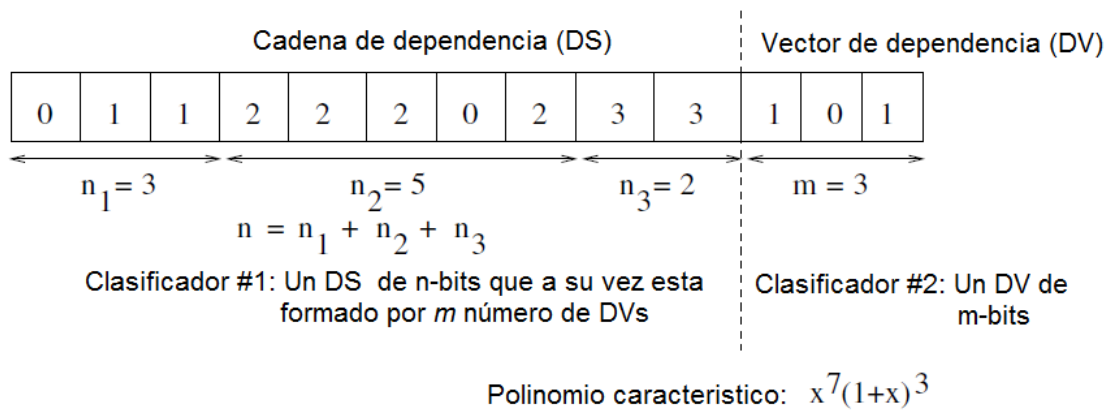 Cadena de dependencia (DS)
Vector de dependencia (DV)
0 1 1 2 2 2 0 2 3 3 1 0 1
n₁= 3
n₂= 5
n₃= 2
m = 3
n = n₁ + n₂ + n₃
Clasificador #1: Un DS de n-bits que a su vez esta
formado por m número de DVs
Clasificador #2: Un DV de
m-bits
Polinomio caracteristico: x⁷(1+x)³